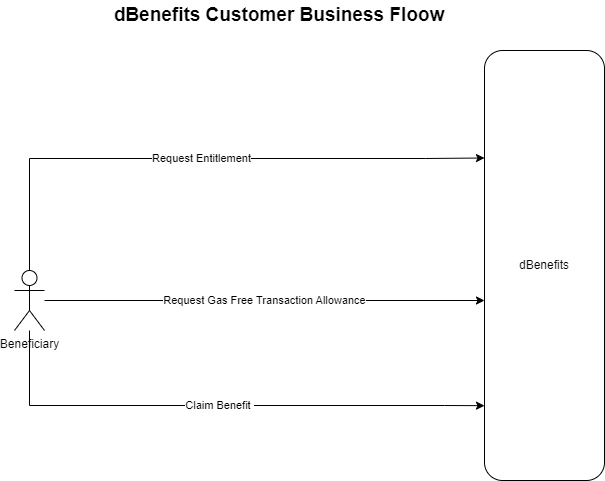 dBenefits Customer Business Floow
Request Entitlement
dBenefits
Request Gas Free Transaction Allowance
Beneficiary
Claim Benefit